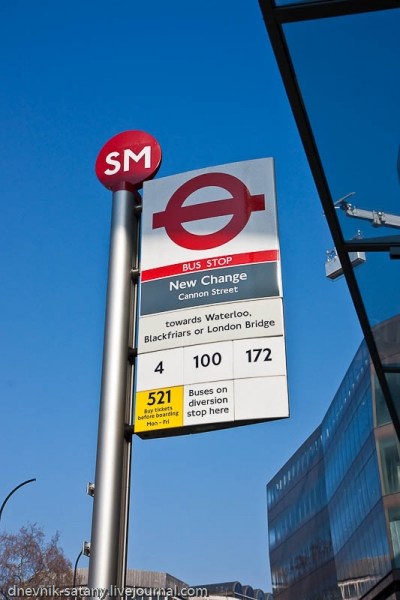 SM
BUS STOP
New Change
Cannon Street
towards Waterloo,
Blackfriars or London Bridge
4 100 172
521
Buy tickets
before boarding
Mon - Fri
Buses on
diversion
stop here
dnevnik-satany.livejournal.com